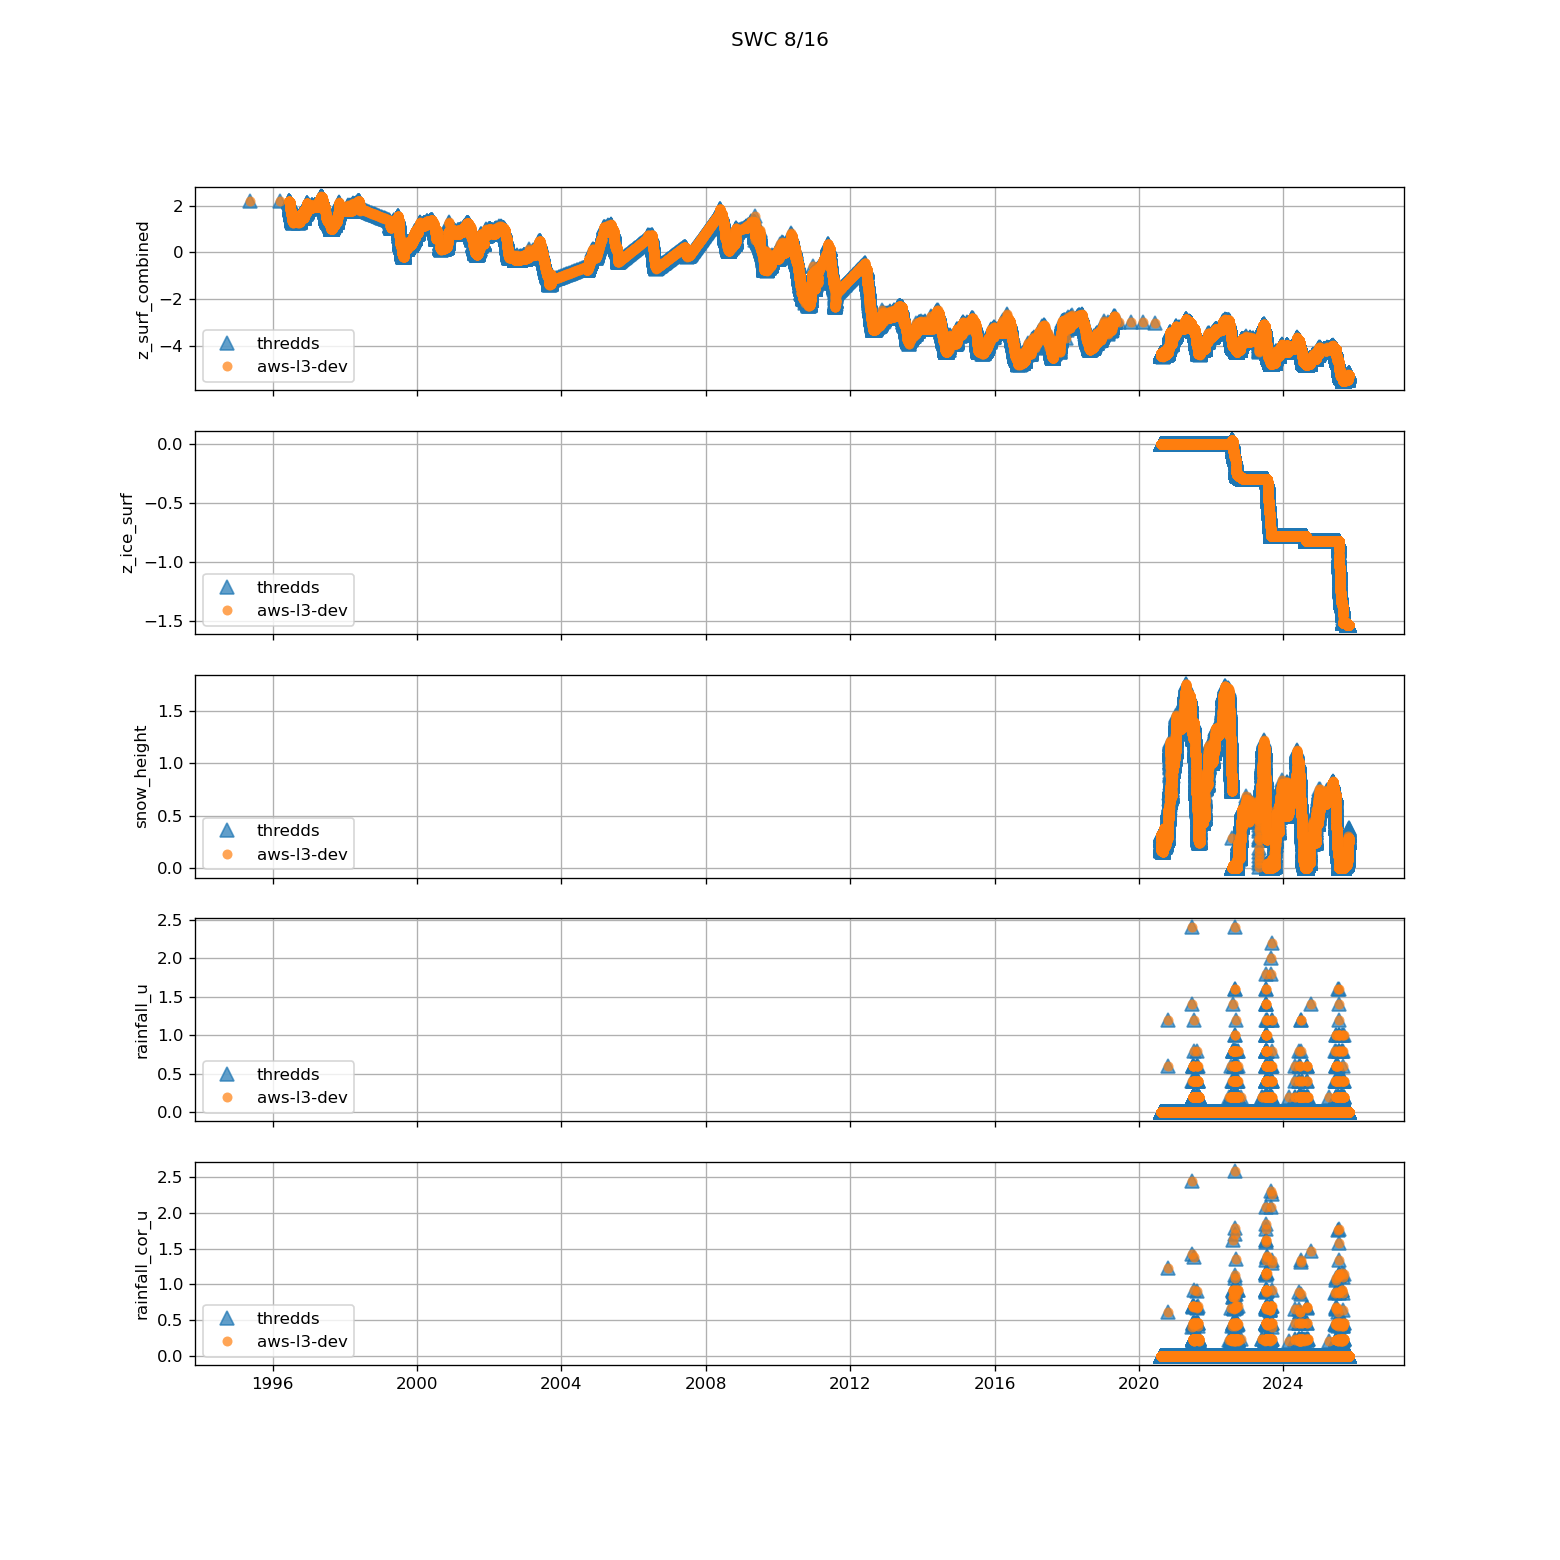 SWC 8/16
z_surf_combined
2
0
−2
−4
thredds
aws-l3-dev
z_ice_surf
0.0
−0.5
−1.0
−1.5
thredds
aws-l3-dev
snow_height
1.5
1.0
0.5
0.0
thredds
aws-l3-dev
rainfall_u
2.5
2.0
1.5
1.0
0.5
0.0
thredds
aws-l3-dev
rainfall_cor_u
2.5
2.0
1.5
1.0
0.5
0.0
thredds
aws-l3-dev
1996 2000 2004 2008 2012 2016 2020 2024